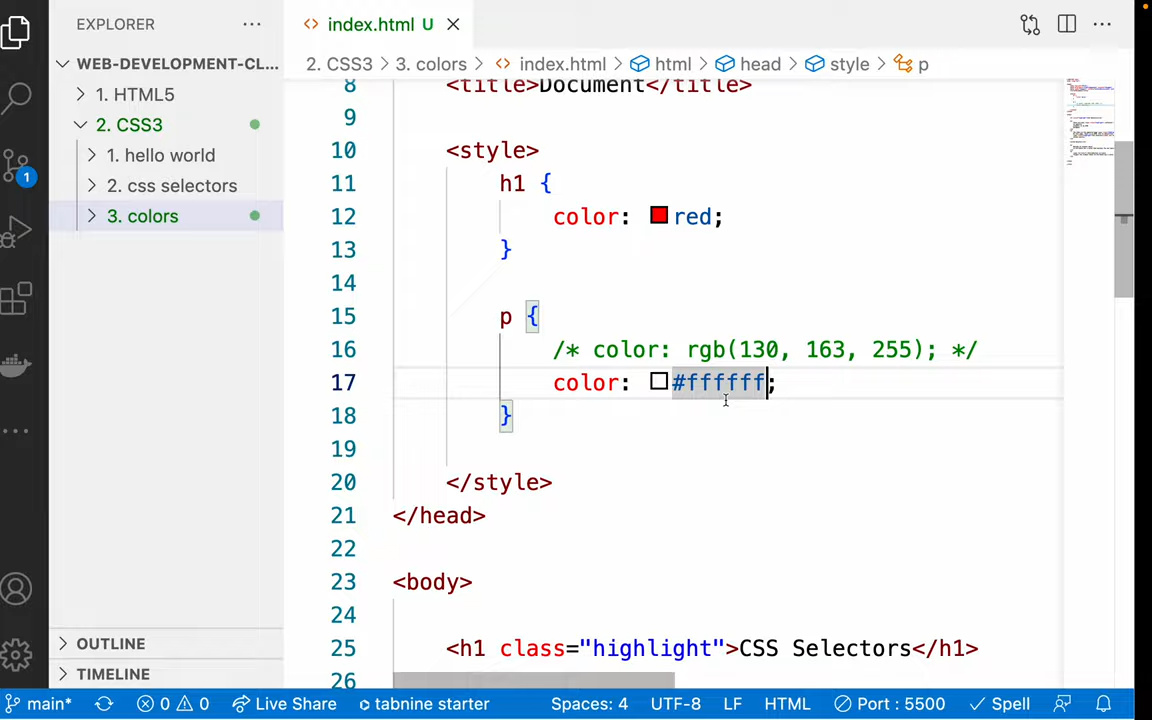 EXPLORER
index.html U
WEB-DEVELOPMENT-CL...
2. CSS3 > 3. colors > index.html > html > head > style > p
1. HTML5
2. CSS3
1. hello world
2. css selectors
3. colors
1
8 <title>Document</title>
9
10 <style>
11 h1 {
12 color: red;
13 }
14
15 p {
16 /* color: rgb(130, 163, 255); */
17 color: #ffffff;
18 }
19
20 </style>
21 </head>
22
23 <body>
24
25 <h1 class="highlight">CSS Selectors</h1>
26
OUTLINE
TIMELINE
main* 0 0 Live Share tabnine starter Spaces: 4 UTF-8 LF HTML Port : 5500 Spell